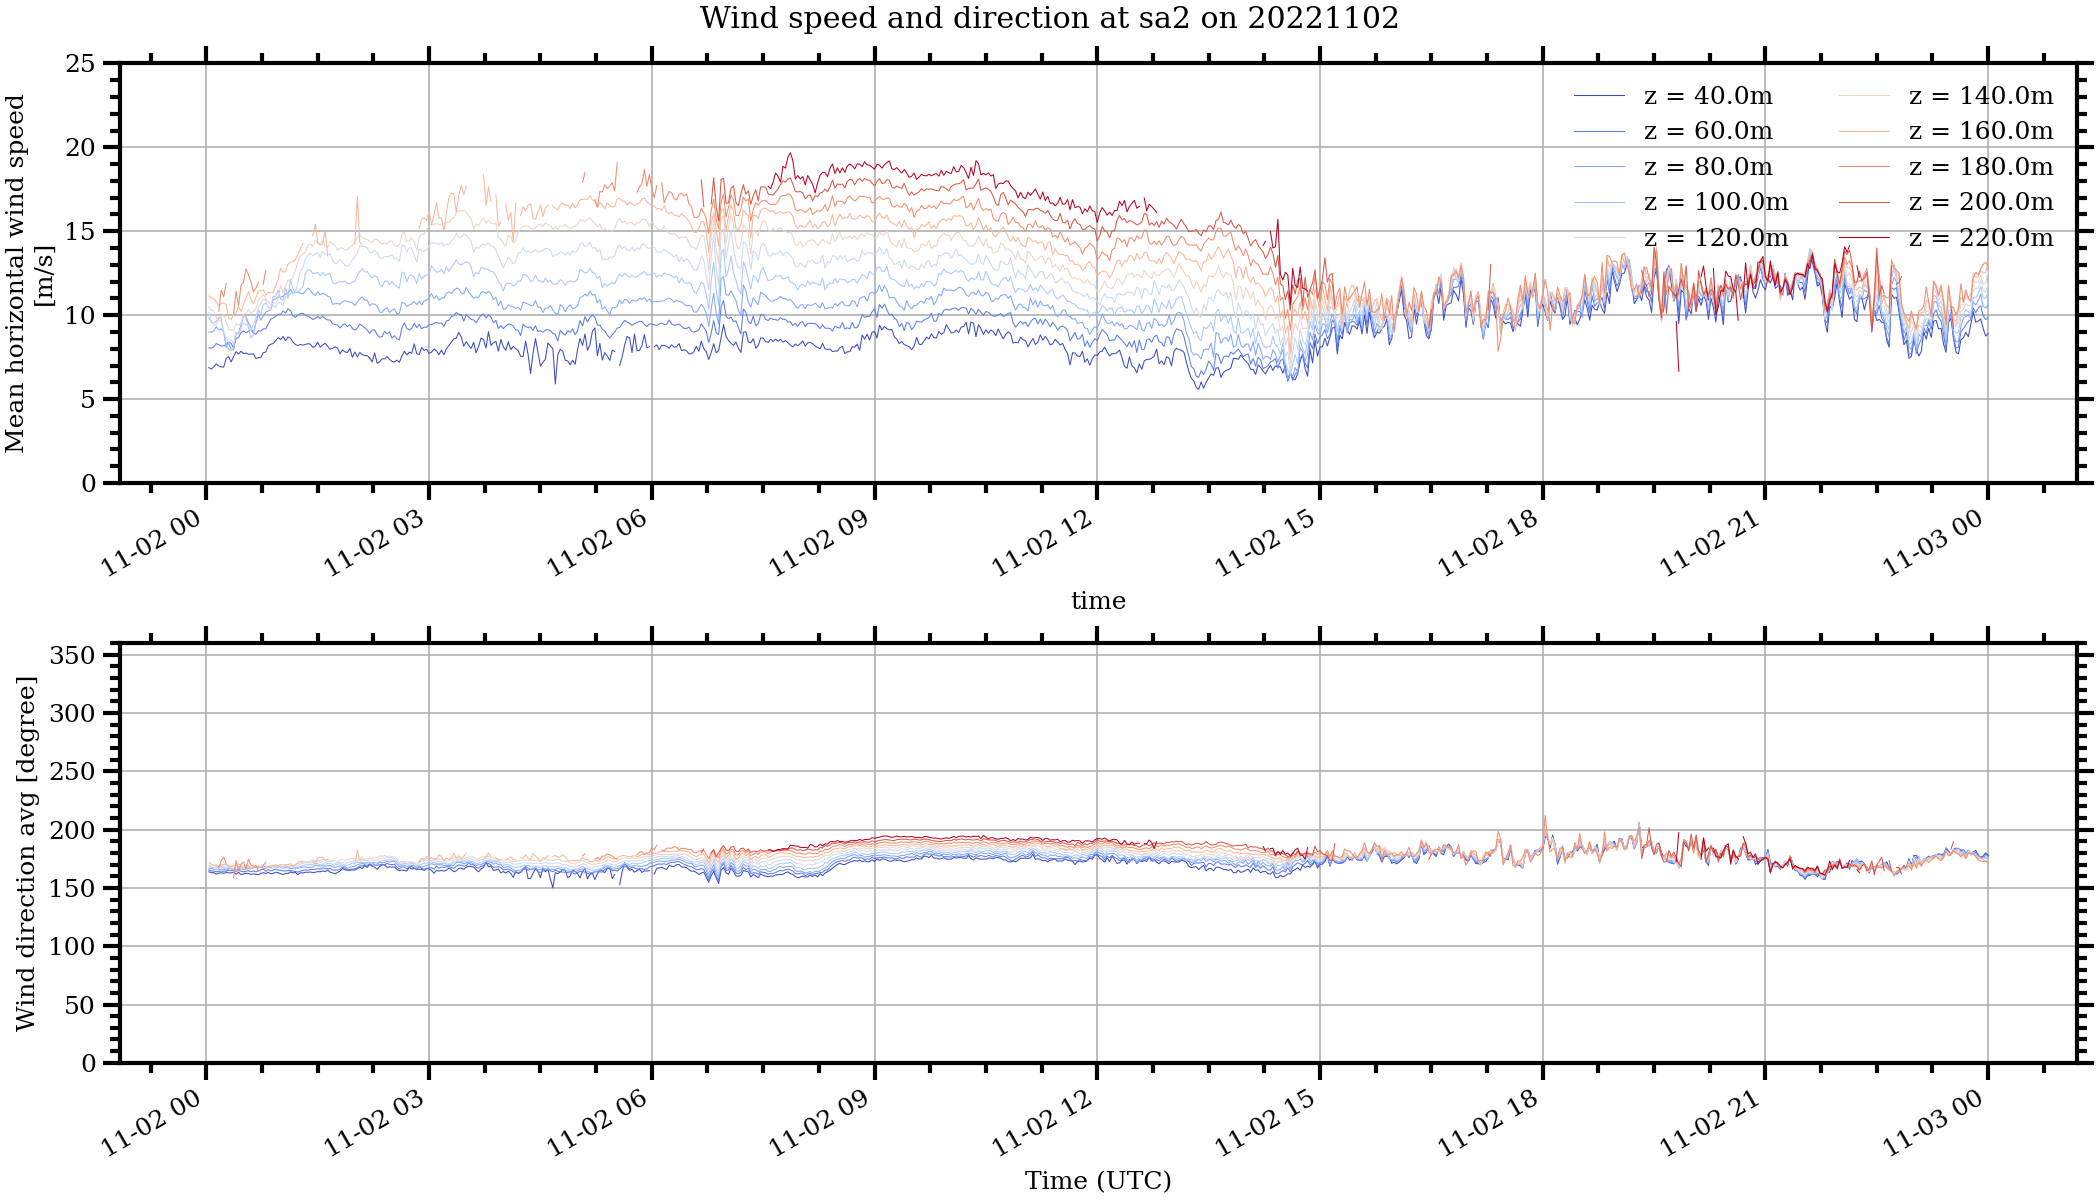 Wind speed and direction at sa2 on 20221102
Mean horizontal wind speed
[m/s]
25
20
15
10
5
0
z = 40.0m
z = 60.0m
z = 80.0m
z = 100.0m
z = 120.0m
z = 140.0m
z = 160.0m
z = 180.0m
z = 200.0m
z = 220.0m
11-02 00
11-02 03
11-02 06
11-02 09
11-02 12
11-02 15
11-02 18
11-02 21
11-03 00
time
Wind direction avg [degree]
350
300
250
200
150
100
50
0
11-02 00
11-02 03
11-02 06
11-02 09
11-02 12
11-02 15
11-02 18
11-02 21
11-03 00
Time (UTC)